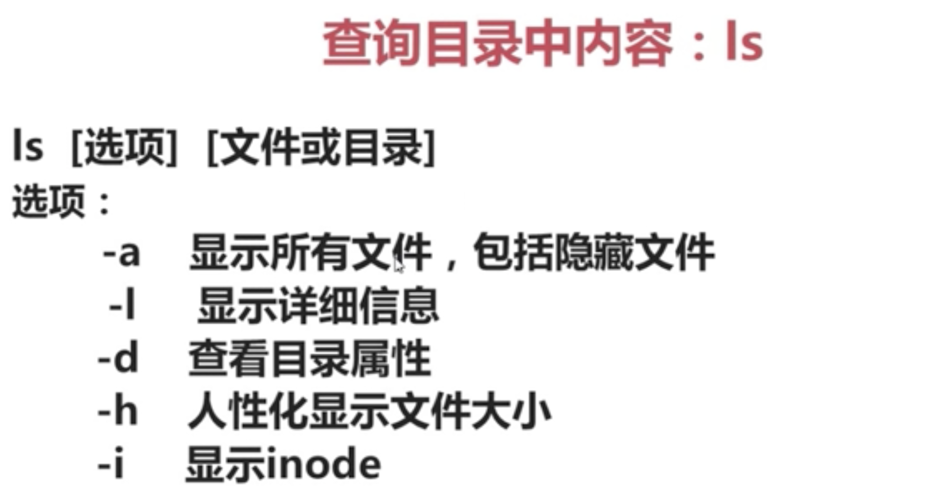 查询目录中内容：ls
ls [选项] [文件或目录]
选项：
-a 显示所有文件，包括隐藏文件
-l 显示详细信息
-d 查看目录属性
-h 人性化显示文件大小
-i 显示inode